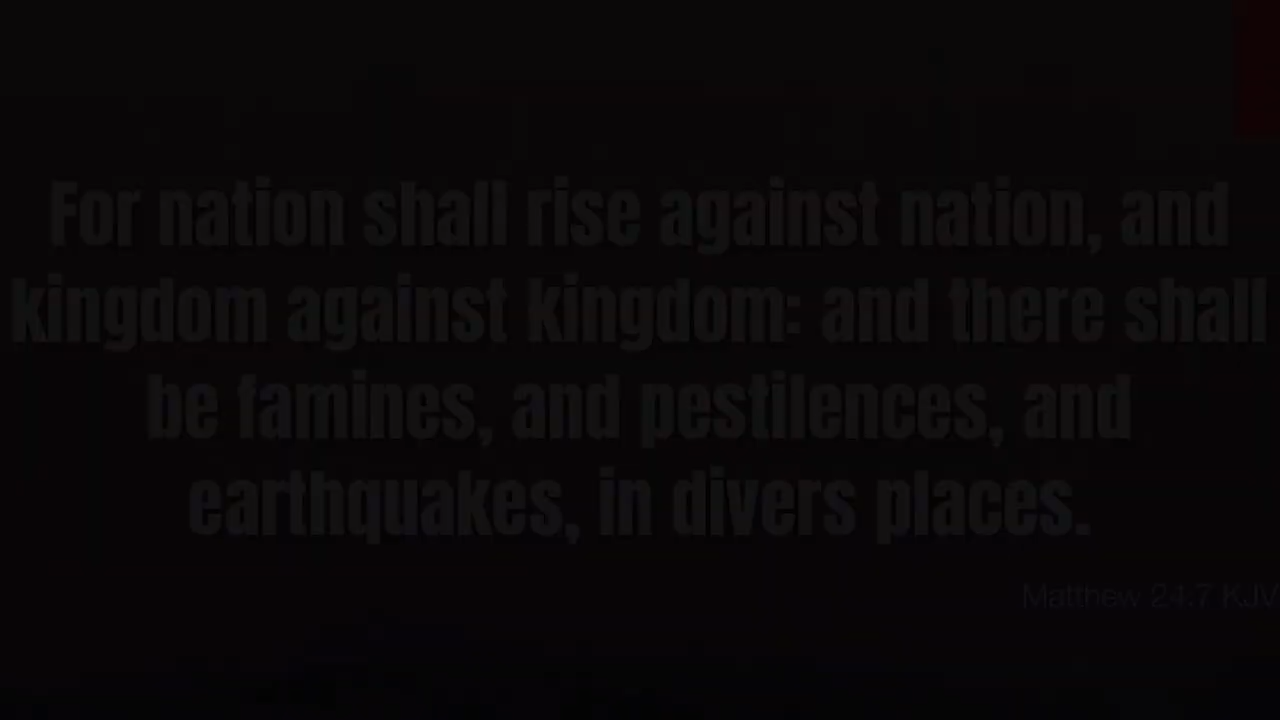 For nation shall rise against nation, and
kingdom against kingdom: and there shall
be famines, and pestilences, and
earthquakes, in divers places.
Matthew 24.7 KJV